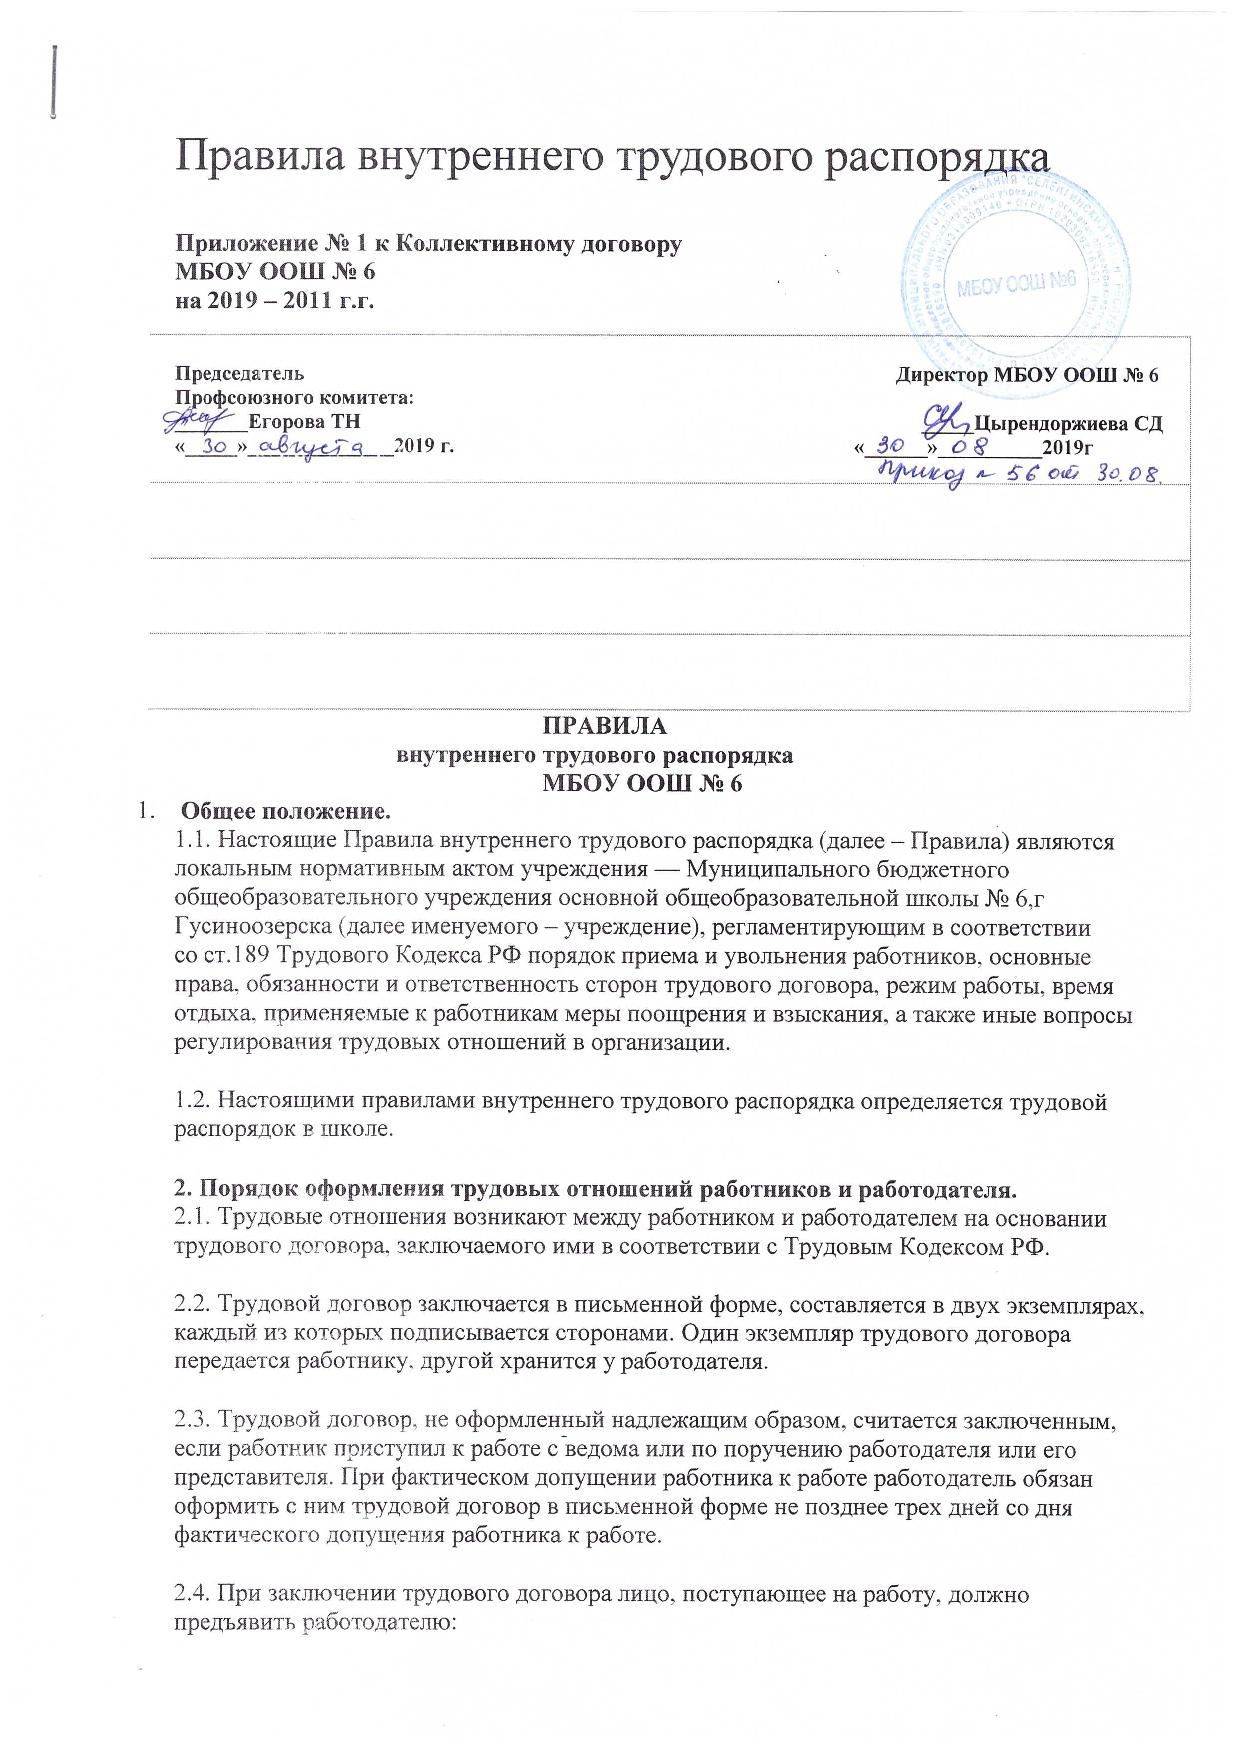 Правила внутреннего трудового распорядка
Приложение № 1 к Коллективному договору
МБОУ ООШ № 6
на 2019 – 2011 г.г.
МБОУ ООШ №6
Председатель
Профсоюзного комитета:
Егорова ТН
« 30 » августа 2019 г.
Директор МБОУ ООШ № 6
Цырендоржиева СД
« 30 » 08 2019г
Приказ № 56 от 30.08.
ПРАВИЛА
внутреннего трудового распорядка
МБОУ ООШ № 6
1. Общее положение.
1.1. Настоящие Правила внутреннего трудового распорядка (далее – Правила) являются
локальным нормативным актом учреждения — Муниципального бюджетного
общеобразовательного учреждения основной общеобразовательной школы № 6,г
Гусиноозерска (далее именуемого – учреждение), регламентирующим в соответствии
со ст.189 Трудового Кодекса РФ порядок приема и увольнения работников, основные
права, обязанности и ответственность сторон трудового договора, режим работы, время
отдыха, применяемые к работникам меры поощрения и взыскания, а также иные вопросы
регулирования трудовых отношений в организации.
1.2. Настоящими правилами внутреннего трудового распорядка определяется трудовой
распорядок в школе.
2. Порядок оформления трудовых отношений работников и работодателя.
2.1. Трудовые отношения возникают между работником и работодателем на основании
трудового договора, заключаемого ими в соответствии с Трудовым Кодексом РФ.
2.2. Трудовой договор заключается в письменной форме, составляется в двух экземплярах,
каждый из которых подписывается сторонами. Один экземпляр трудового договора
передается работнику, другой хранится у работодателя.
2.3. Трудовой договор, не оформленный надлежащим образом, считается заключенным,
если работник приступил к работе с ведома или по поручению работодателя или его
представителя. При фактическом допущении работника к работе работодатель обязан
оформить с ним трудовой договор в письменной форме не позднее трех дней со дня
фактического допущения работника к работе.
2.4. При заключении трудового договора лицо, поступающее на работу, должно
предъявить работодателю: